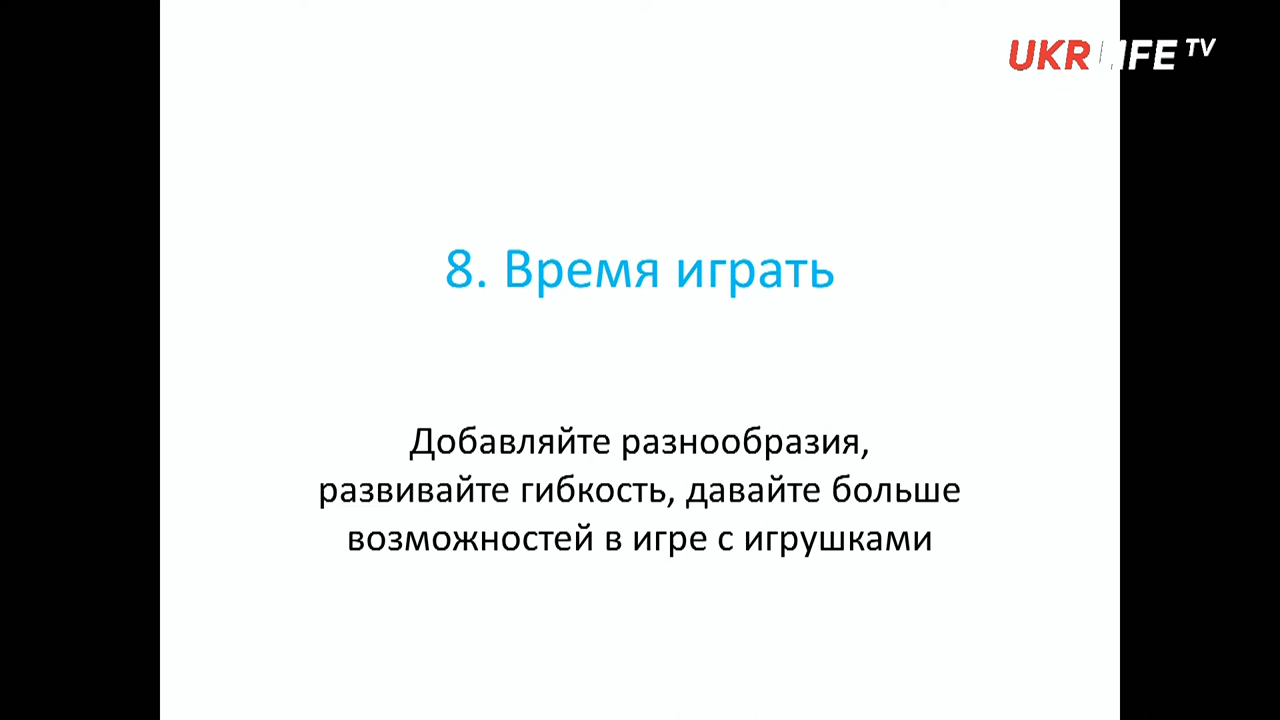 UKRLIFE TV
8. Время играть
Добавляйте разнообразия,
развивайте гибкость, давайте больше
возможностей в игре с игрушками